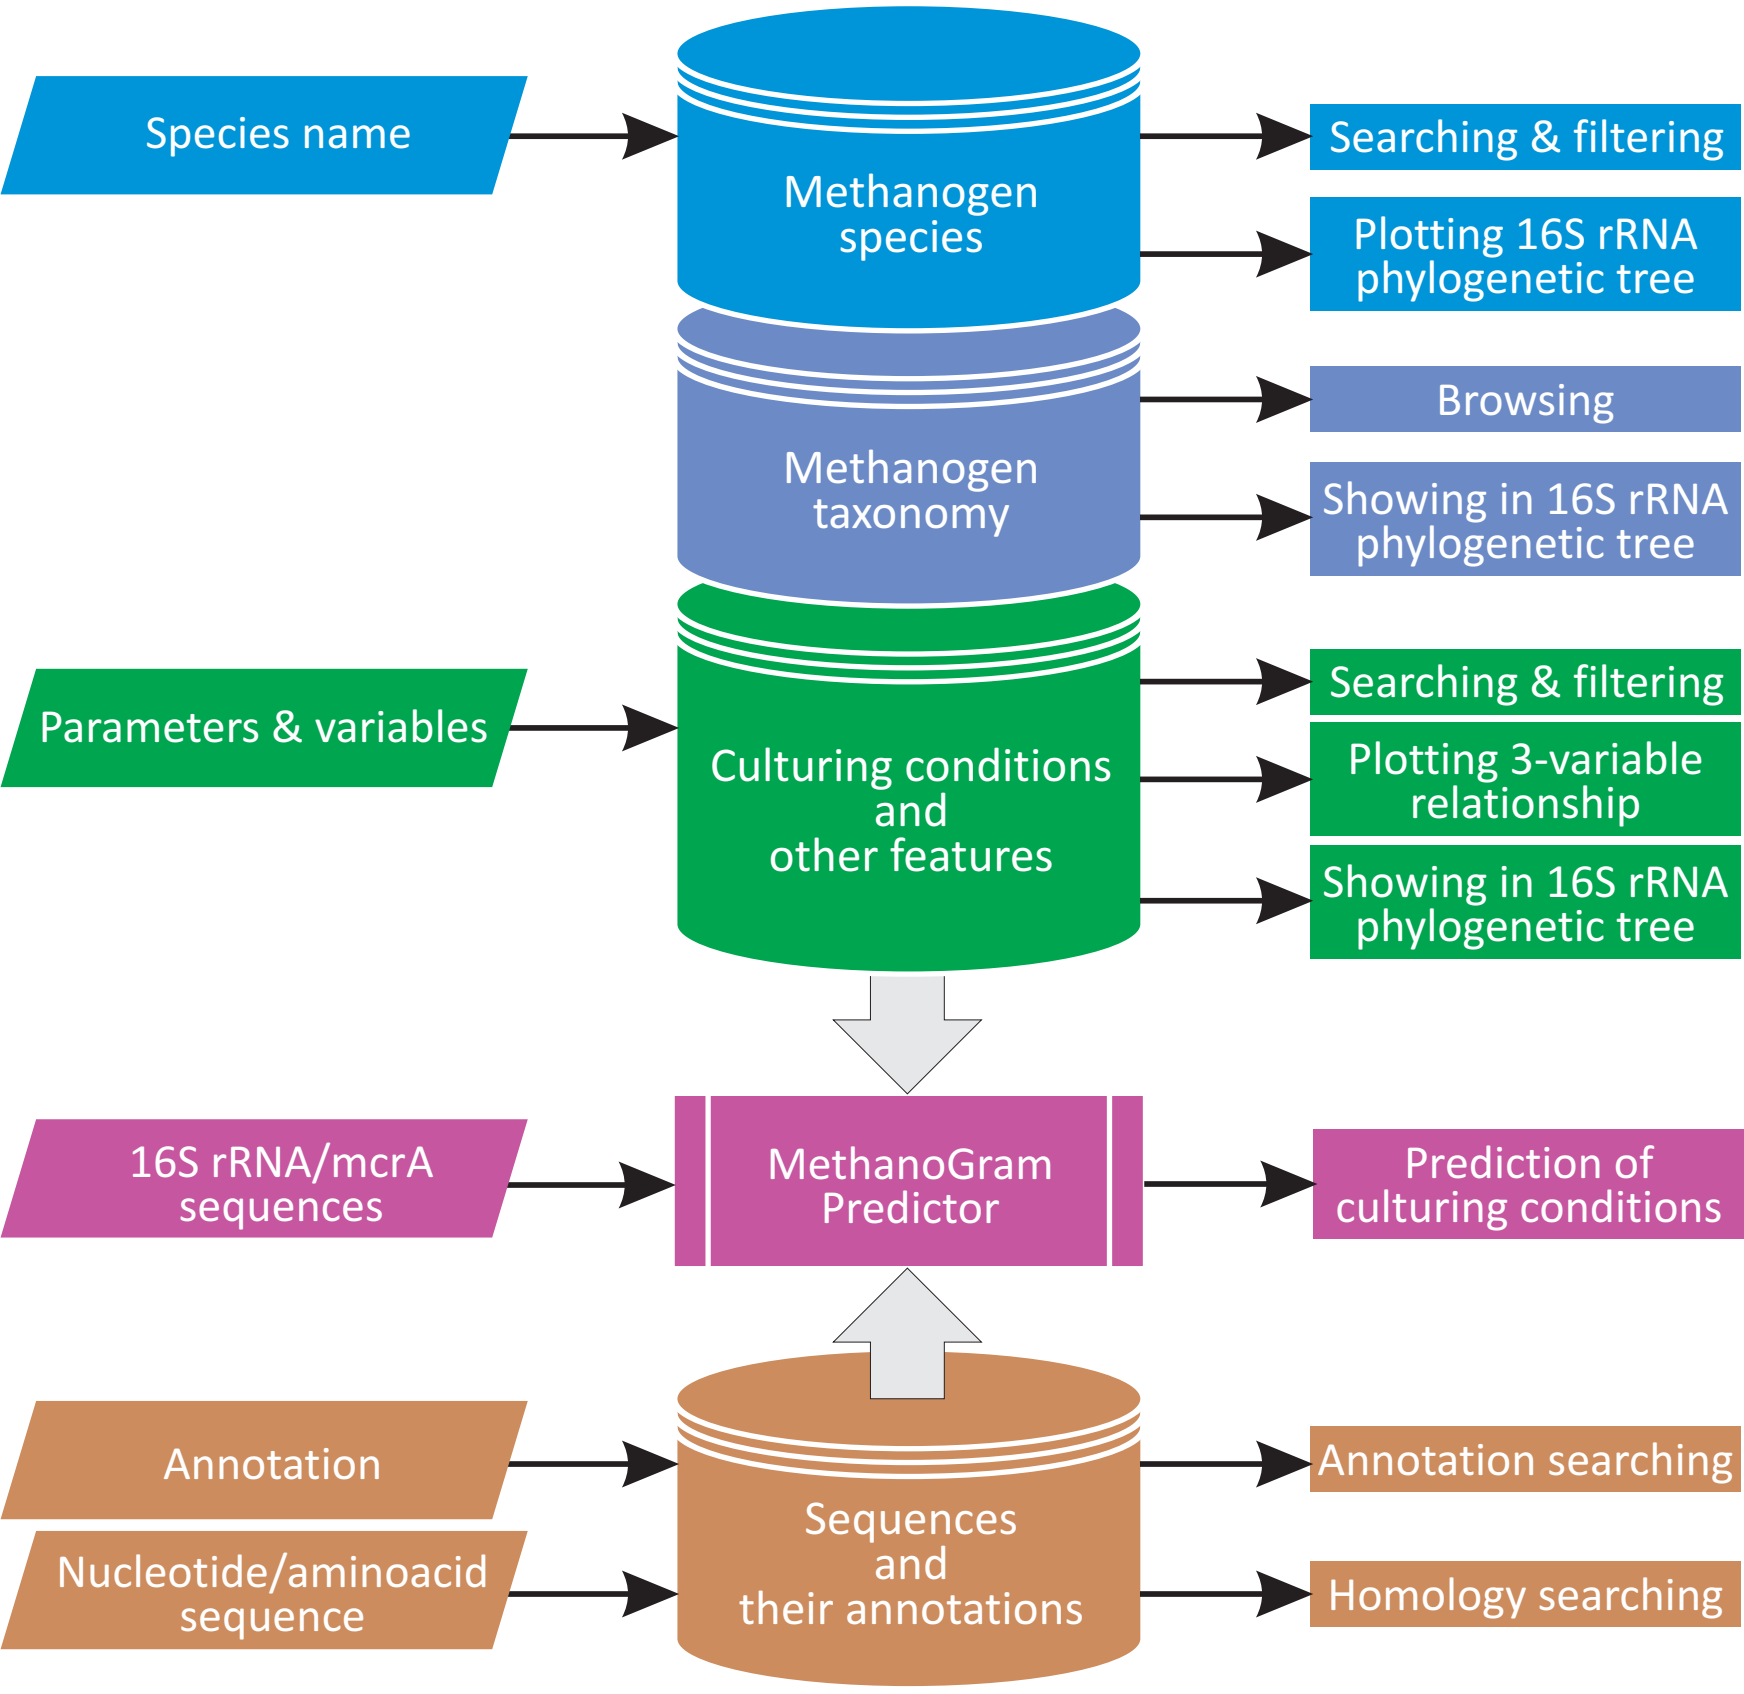 Species name
Methanogen
species
Searching & filtering
Plotting 16S rRNA
phylogenetic tree
Methanogen
taxonomy
Browsing
Showing in 16S rRNA
phylogenetic tree
Parameters & variables
Culturing conditions
and
other features
Searching & filtering
Plotting 3-variable
relationship
Showing in 16S rRNA
phylogenetic tree
16S rRNA/mcrA
sequences
MethanoGram
Predictor
Prediction of
culturing conditions
Annotation
Nucleotide/aminoacid
sequence
Sequences
and
their annotations
Annotation searching
Homology searching